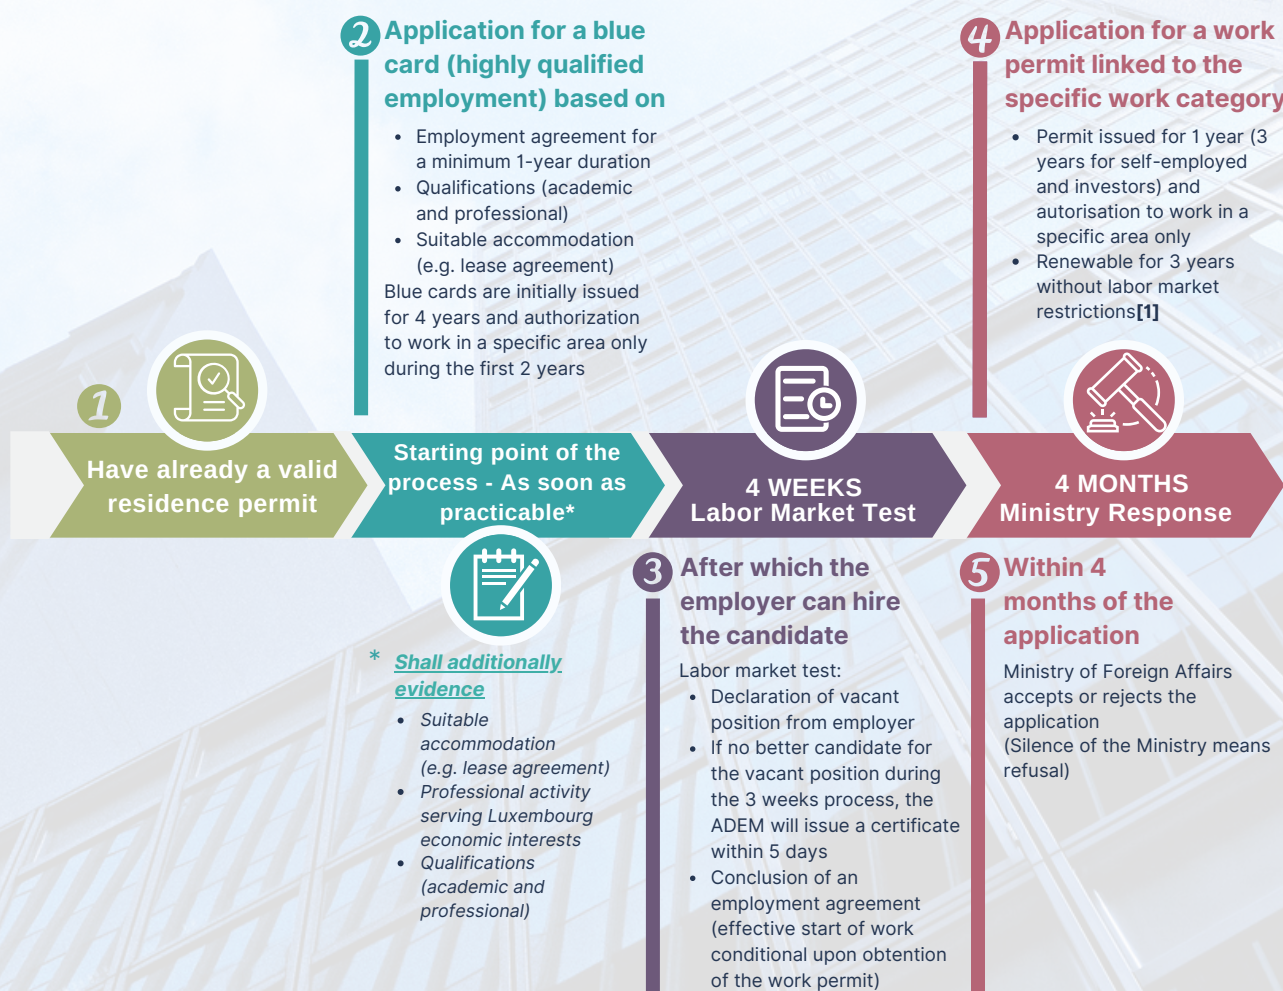 2 Application for a blue
card (highly qualified
employment) based on
• Employment agreement for
a minimum 1-year duration
• Qualifications (academic
and professional)
• Suitable accommodation
(e.g. lease agreement)
Blue cards are initially issued
for 4 years and authorization
to work in a specific area only
during the first 2 years
4 Application for a work
permit linked to the
specific work category
• Permit issued for 1 year (3
years for self-employed
and investors) and
autorisation to work in a
specific area only
• Renewable for 3 years
without labor market
restrictions[1]
1
Have already a valid
residence permit
Starting point of the
process - As soon as
practicable*
4 WEEKS
Labor Market Test
4 MONTHS
Ministry Response
* Shall additionally
evidence
• Suitable
accommodation
(e.g. lease agreement)
• Professional activity
serving Luxembourg
economic interests
• Qualifications
(academic and
professional)
3 After which the
employer can hire
the candidate
Labor market test:
• Declaration of vacant
position from employer
• If no better candidate for
the vacant position during
the 3 weeks process, the
ADEM will issue a certificate
within 5 days
• Conclusion of an
employment agreement
(effective start of work
conditional upon obtention
of the work permit)
5 Within 4
months of the
application
Ministry of Foreign Affairs
accepts or rejects the
application
(Silence of the Ministry means
refusal)